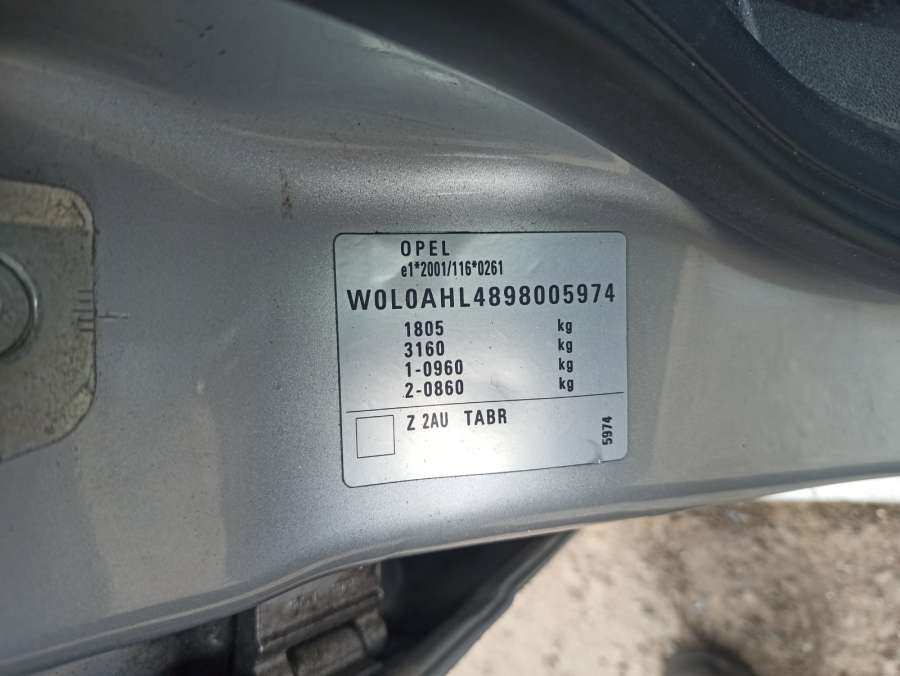 OPEL
e1*2001/116*0261
W0L0AHL4898005974
1805 kg
3160 kg
1-0960 kg
2-0860 kg
Z 2AU TABR
5974